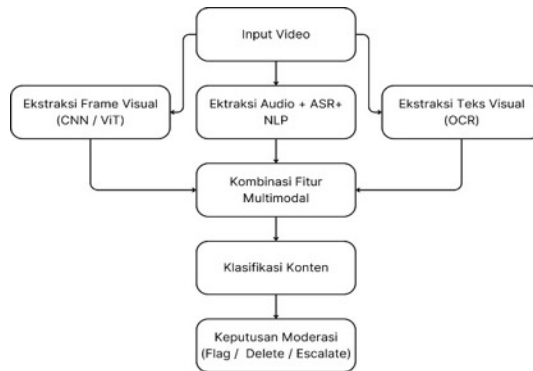 Input Video
Ekstraksi Frame Visual
(CNN / ViT)
Ektraksi Audio + ASR+
NLP
Ekstraksi Teks Visual
(OCR)
Kombinasi Fitur
Multimodal
Klasifikasi Konten
Keputusan Moderasi
(Flag / Delete / Escalate)